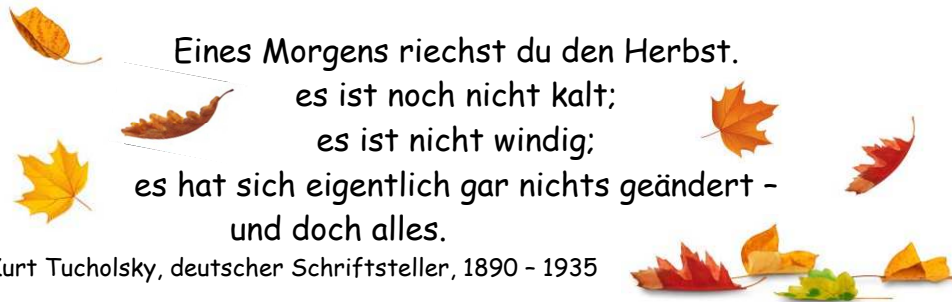 Eines Morgens riechst du den Herbst.
es ist noch nicht kalt;
es ist nicht windig;
es hat sich eigentlich gar nichts geändert –
und doch alles.
Kurt Tucholsky, deutscher Schriftsteller, 1890 – 1935